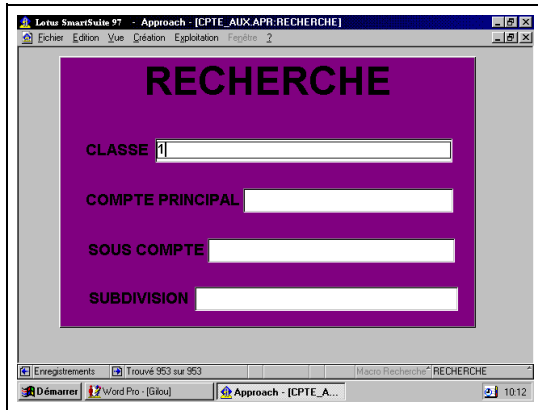 Lotus SmartSuite 97 - Approach - [CPTE_AUX.APR:RECHERCHE]
Fichier Edition Vue Création Exploitation Fenêtre ?
RECHERCHE
CLASSE 1
COMPTE PRINCIPAL
SOUS COMPTE
SUBDIVISION
Enregistrements Trouvé 953 sur 953 Macro Recherche RECHERCHE
Démarrer Word Pro - [Gilou] Approach - [CPTE_A... 10:12